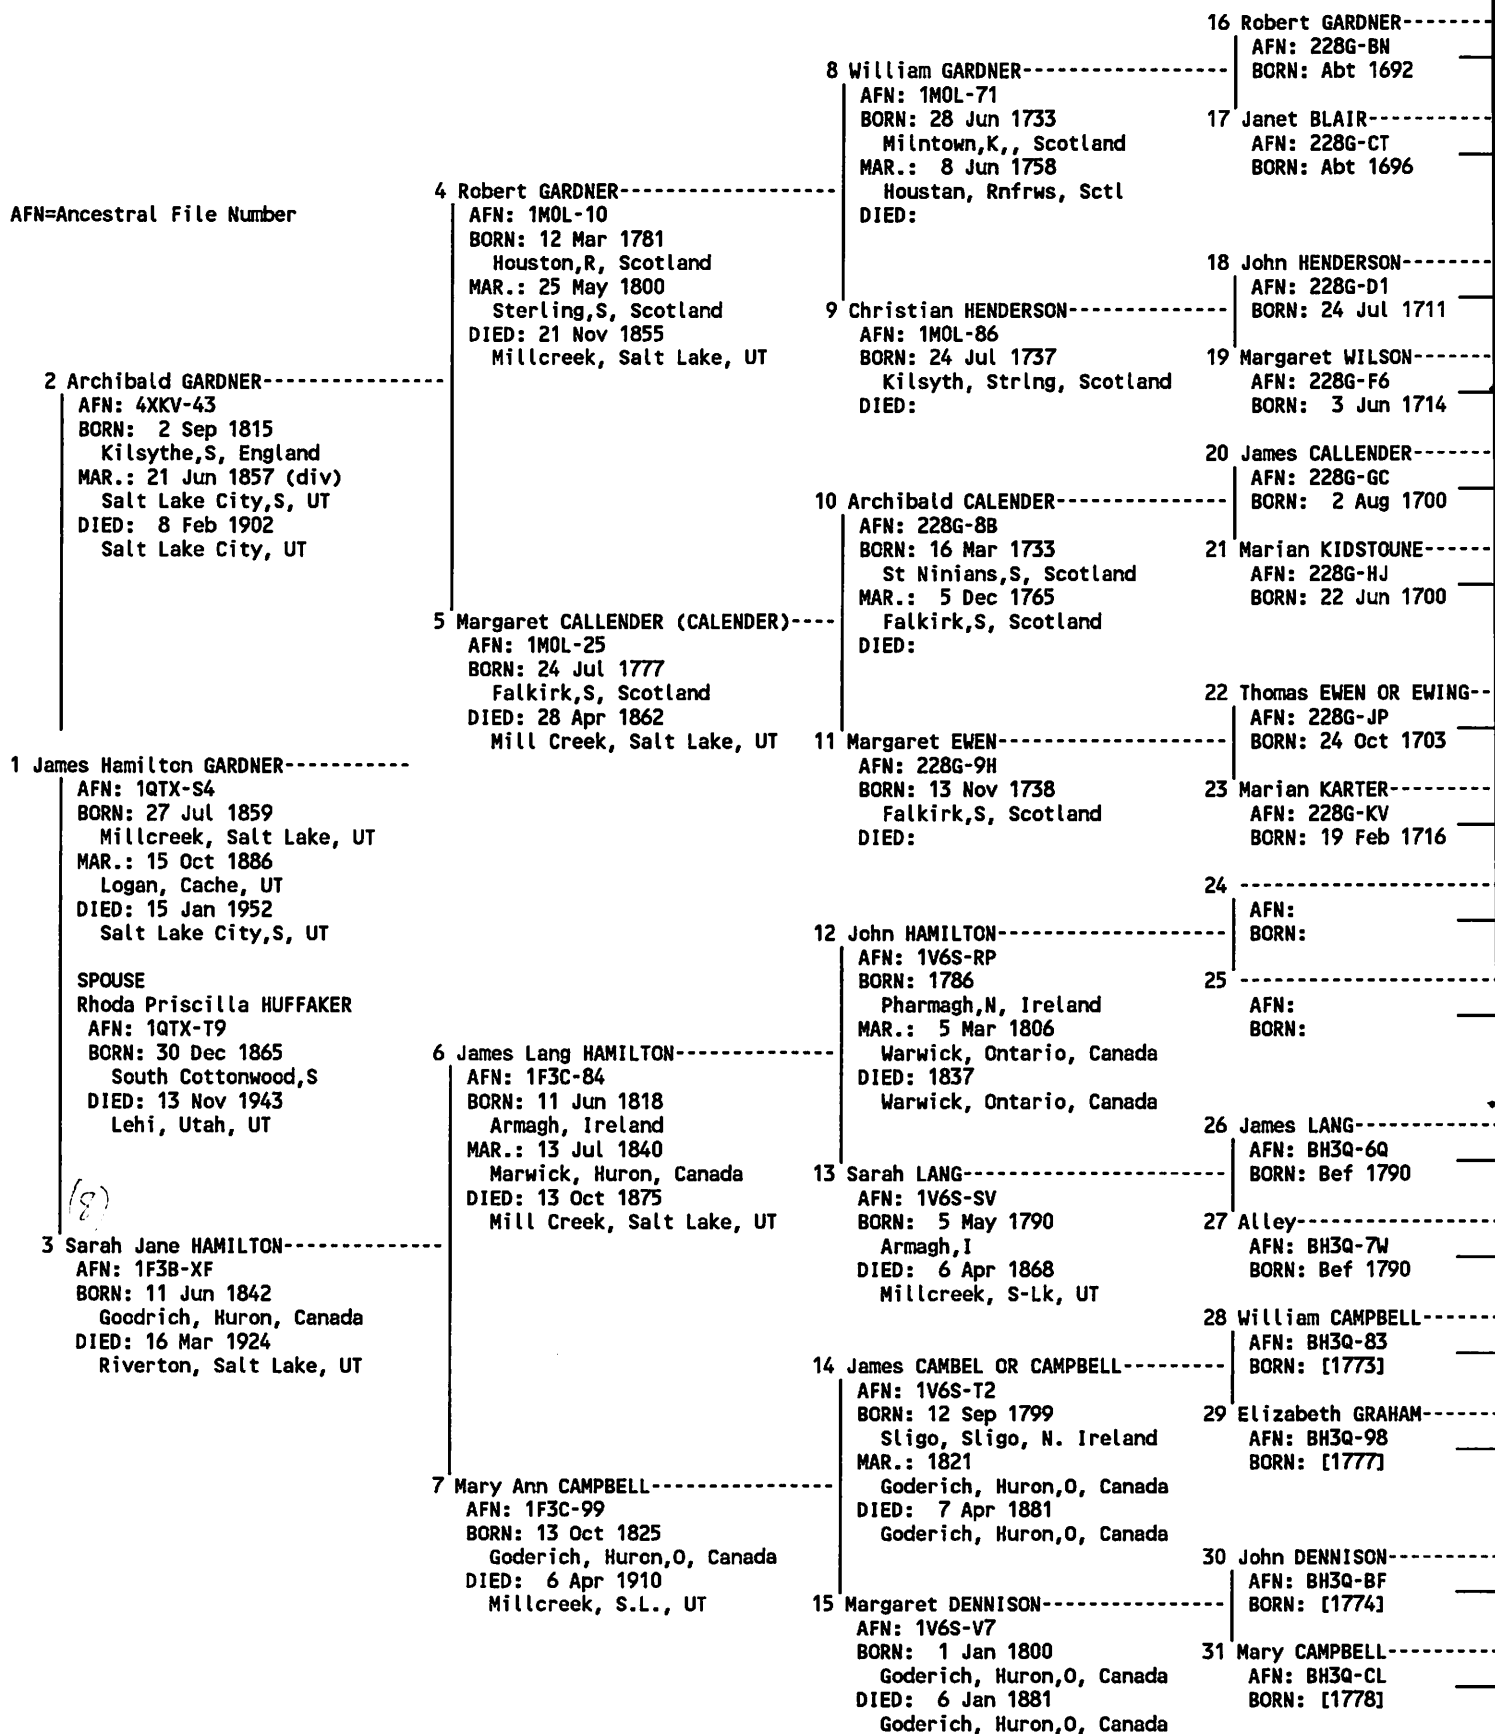 AFN=Ancestral File Number
1 James Hamilton GARDNER-----------
AFN: 1QTX-S4
BORN: 27 Jul 1859
Millcreek, Salt Lake, UT
MAR.: 15 Oct 1886
Logan, Cache, UT
DIED: 15 Jan 1952
Salt Lake City,S, UT
SPOUSE
Rhoda Priscilla HUFFAKER
AFN: 1QTX-T9
BORN: 30 Dec 1865
South Cottonwood,S
DIED: 13 Nov 1943
Lehi, Utah, UT
2 Archibald GARDNER----------------
AFN: 4XKV-43
BORN: 2 Sep 1815
Kilsythe,S, England
MAR.: 21 Jun 1857 (div)
Salt Lake City,S, UT
DIED: 8 Feb 1902
Salt Lake City, UT
(8)
3 Sarah Jane HAMILTON--------------
AFN: 1F3B-XF
BORN: 11 Jun 1842
Goodrich, Huron, Canada
DIED: 16 Mar 1924
Riverton, Salt Lake, UT
4 Robert GARDNER-------------------
AFN: 1MOL-10
BORN: 12 Mar 1781
Houston,R, Scotland
MAR.: 25 May 1800
Sterling,S, Scotland
DIED: 21 Nov 1855
Millcreek, Salt Lake, UT
5 Margaret CALLENDER (CALENDER)----
AFN: 1MOL-25
BORN: 24 Jul 1777
Falkirk,S, Scotland
DIED: 28 Apr 1862
Mill Creek, Salt Lake, UT
6 James Lang HAMILTON--------------
AFN: 1F3C-84
BORN: 11 Jun 1818
Armagh, Ireland
MAR.: 13 Jul 1840
Marwick, Huron, Canada
DIED: 13 Oct 1875
Mill Creek, Salt Lake, UT
7 Mary Ann CAMPBELL----------------
AFN: 1F3C-99
BORN: 13 Oct 1825
Goderich, Huron,O, Canada
DIED: 6 Apr 1910
Millcreek, S.L., UT
8 William GARDNER------------------
AFN: 1MOL-71
BORN: 28 Jun 1733
Milntown,K,, Scotland
MAR.: 8 Jun 1758
Houstan, Rnfrws, Sctl
DIED:
9 Christian HENDERSON--------------
AFN: 1MOL-86
BORN: 24 Jul 1737
Kilsyth, Strlng, Scotland
DIED:
10 Archibald CALENDER---------------
AFN: 228G-8B
BORN: 16 Mar 1733
St Ninians,S, Scotland
MAR.: 5 Dec 1765
Falkirk,S, Scotland
DIED:
11 Margaret EWEN--------------------
AFN: 228G-9H
BORN: 13 Nov 1738
Falkirk,S, Scotland
DIED:
12 John HAMILTON--------------------
AFN: 1V6S-RP
BORN: 1786
Pharmagh,N, Ireland
MAR.: 5 Mar 1806
Warwick, Ontario, Canada
DIED: 1837
Warwick, Ontario, Canada
13 Sarah LANG-----------------------
AFN: 1V6S-SV
BORN: 5 May 1790
Armagh,I
DIED: 6 Apr 1868
Millcreek, S-Lk, UT
14 James CAMBEL OR CAMPBELL---------
AFN: 1V6S-T2
BORN: 12 Sep 1799
Sligo, Sligo, N. Ireland
MAR.: 1821
Goderich, Huron,O, Canada
DIED: 7 Apr 1881
Goderich, Huron,O, Canada
15 Margaret DENNISON----------------
AFN: 1V6S-V7
BORN: 1 Jan 1800
Goderich, Huron,O, Canada
DIED: 6 Jan 1881
Goderich, Huron,O, Canada
16 Robert GARDNER--------
AFN: 228G-BN
BORN: Abt 1692
17 Janet BLAIR-----------
AFN: 228G-CT
BORN: Abt 1696
18 John HENDERSON--------
AFN: 228G-D1
BORN: 24 Jul 1711
19 Margaret WILSON-------
AFN: 228G-F6
BORN: 3 Jun 1714
20 James CALLENDER-------
AFN: 228G-GC
BORN: 2 Aug 1700
21 Marian KIDSTOUNE------
AFN: 228G-HJ
BORN: 22 Jun 1700
22 Thomas EWEN OR EWING--
AFN: 228G-JP
BORN: 24 Oct 1703
23 Marian KARTER---------
AFN: 228G-KV
BORN: 19 Feb 1716
24 ----------------------
AFN:
BORN:
25 ----------------------
AFN:
BORN:
26 James LANG------------
AFN: BH3Q-6Q
BORN: Bef 1790
27 Alley-----------------
AFN: BH3Q-7W
BORN: Bef 1790
28 William CAMPBELL------
AFN: BH3Q-83
BORN: [1773]
29 Elizabeth GRAHAM------
AFN: BH3Q-98
BORN: [1777]
30 John DENNISON---------
AFN: BH3Q-BF
BORN: [1774]
31 Mary CAMPBELL---------
AFN: BH3Q-CL
BORN: [1778]